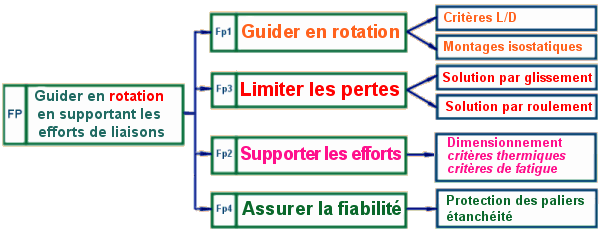 FP
Guider en rotation
en supportant les
efforts de liaisons
Fp1
Guider en rotation
Critères L/D
Montages isostatiques
Fp3
Limiter les pertes
Solution par glissement
Solution par roulement
Fp2
Supporter les efforts
Dimensionnement
critères thermiques
critères de fatigue
Fp4
Assurer la fiabilité
Protection des paliers
étanchéité